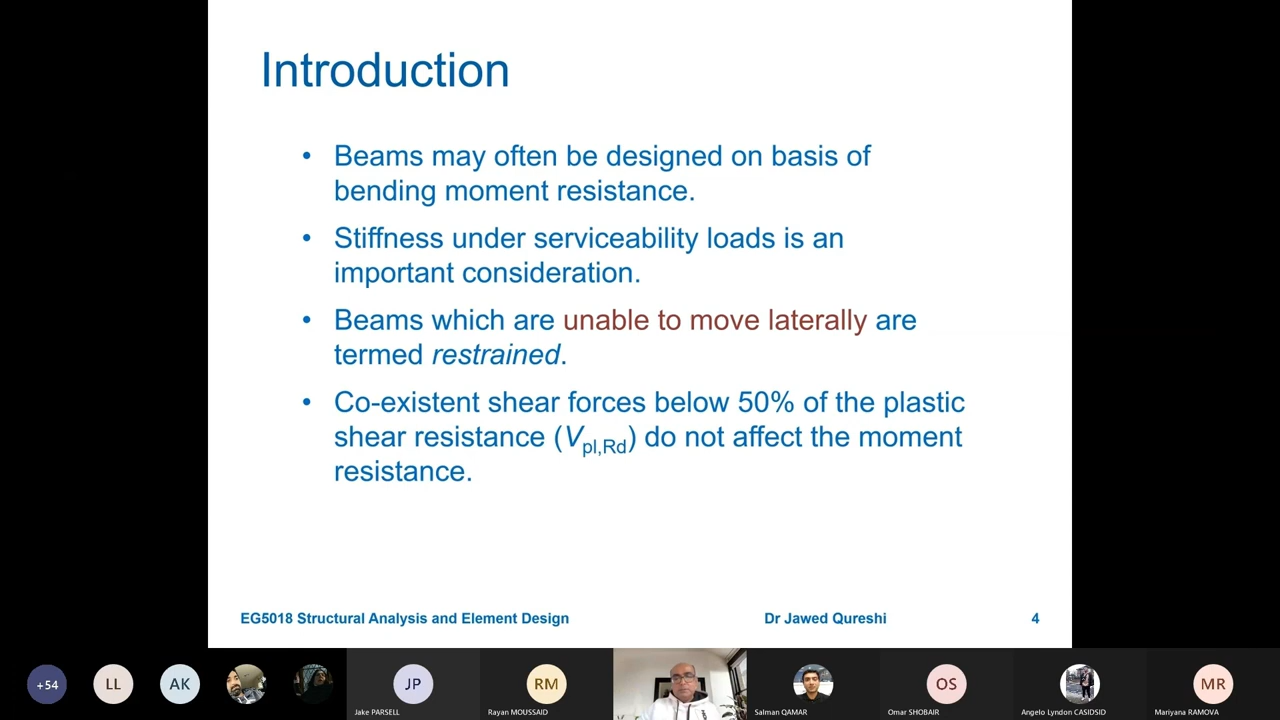 Introduction
• Beams may often be designed on basis of
bending moment resistance.
• Stiffness under serviceability loads is an
important consideration.
• Beams which are unable to move laterally are
termed restrained.
• Co-existent shear forces below 50% of the plastic
shear resistance (Vpl,Rd) do not affect the moment
resistance.
EG5018 Structural Analysis and Element Design Dr Jawed Qureshi 4
+54 LL AK JP RM OS MR
Jake PARSELL Rayan MOUSSAID Salman QAMAR Omar SHOBAIR Angelo Lyndon CASIDSID Mariyana RAMOVA